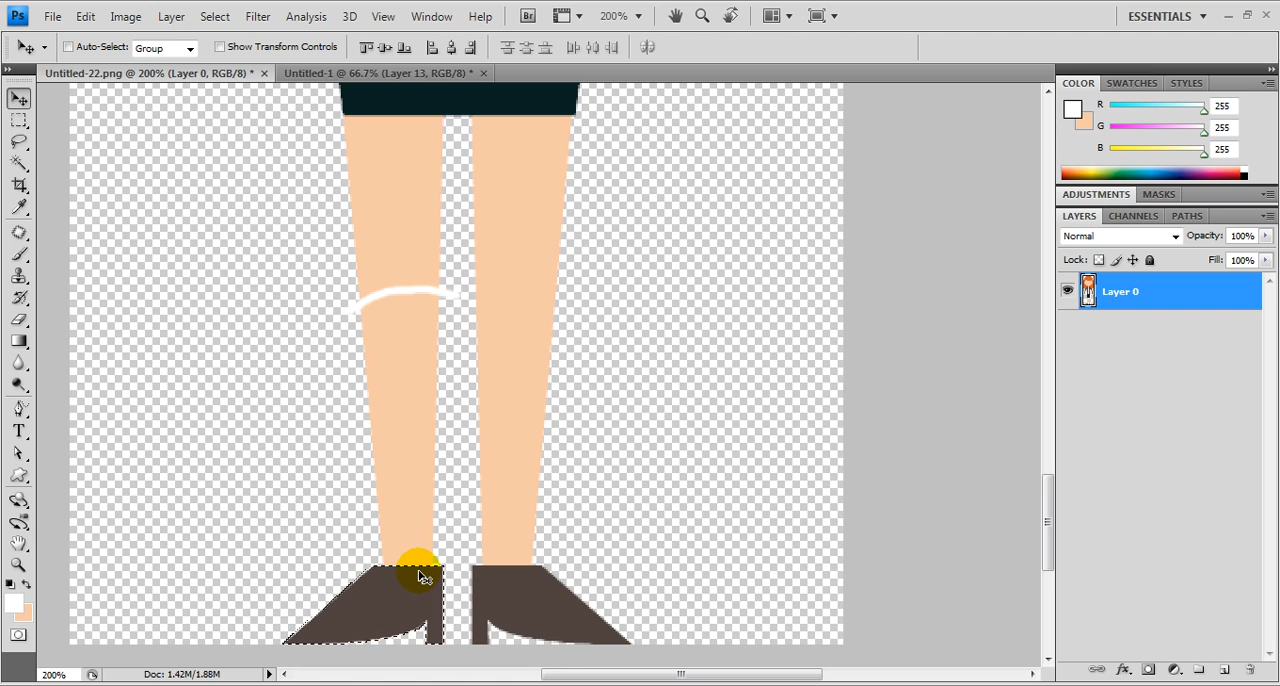 Ps File Edit Image Layer Select Filter Analysis 3D View Window Help Br 200% ESSENTIALS
Auto-Select: Group Show Transform Controls
Untitled-22.png @ 200% (Layer 0, RGB/8) * Untitled-1 @ 66.7% (Layer 13, RGB/8) *
COLOR SWATCHES STYLES
R 255
G 255
B 255
ADJUSTMENTS MASKS
LAYERS CHANNELS PATHS
Normal Opacity: 100%
Lock: Fill: 100%
Layer 0
T
200% Doc: 1.42M/1.88M